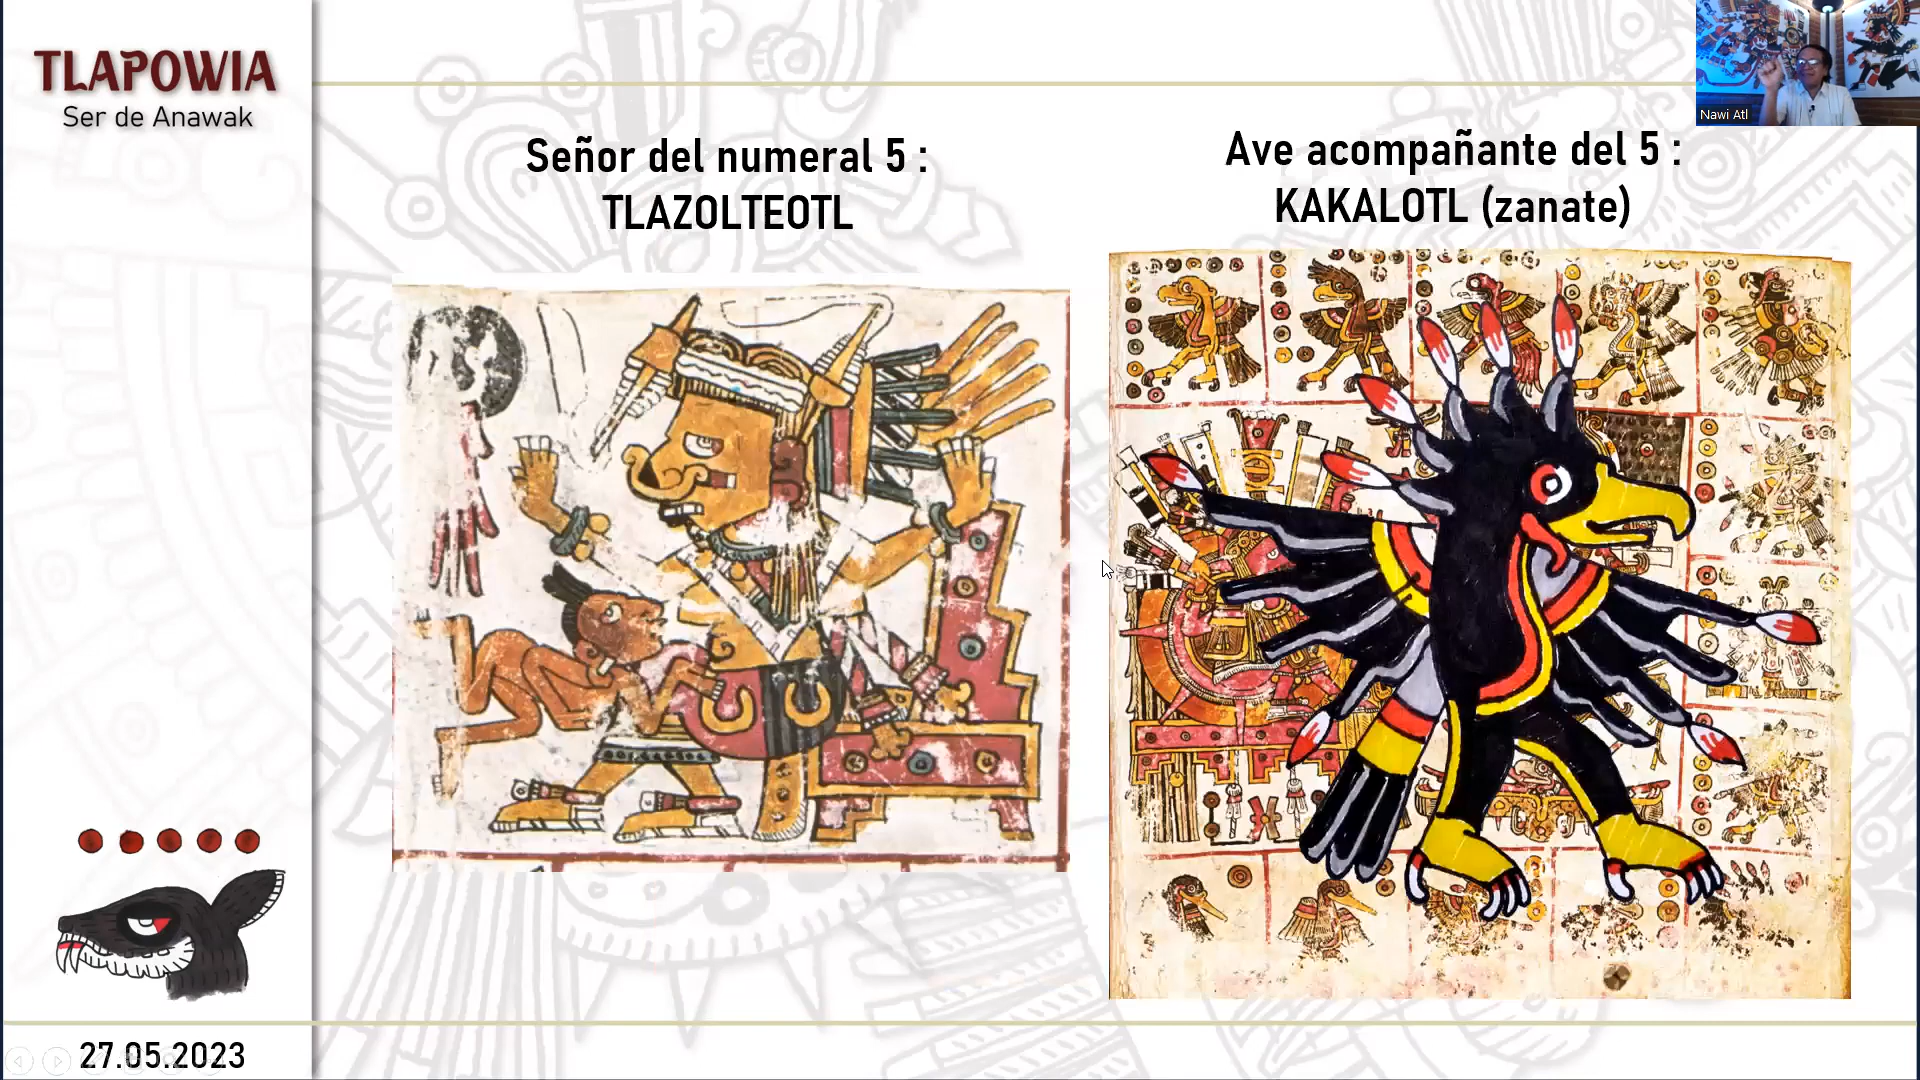 TLAPOWIA
Ser de Anawak
Señor del numeral 5 :
TLAZOLTEOTL
Ave acompañante del 5 :
KAKALOTL (zanate)
Nawi Atl
27.05.2023